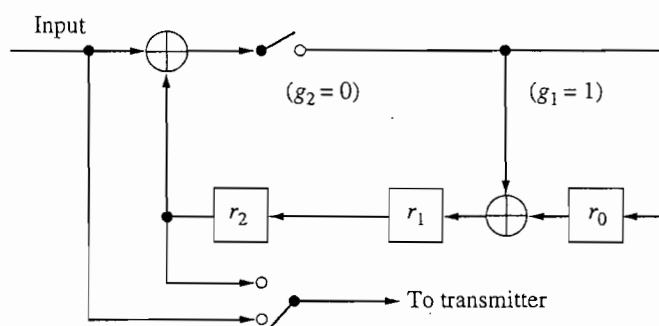 Input
(g₂ = 0)
(g₁ = 1)
r₂
r₁
r₀
To transmitter